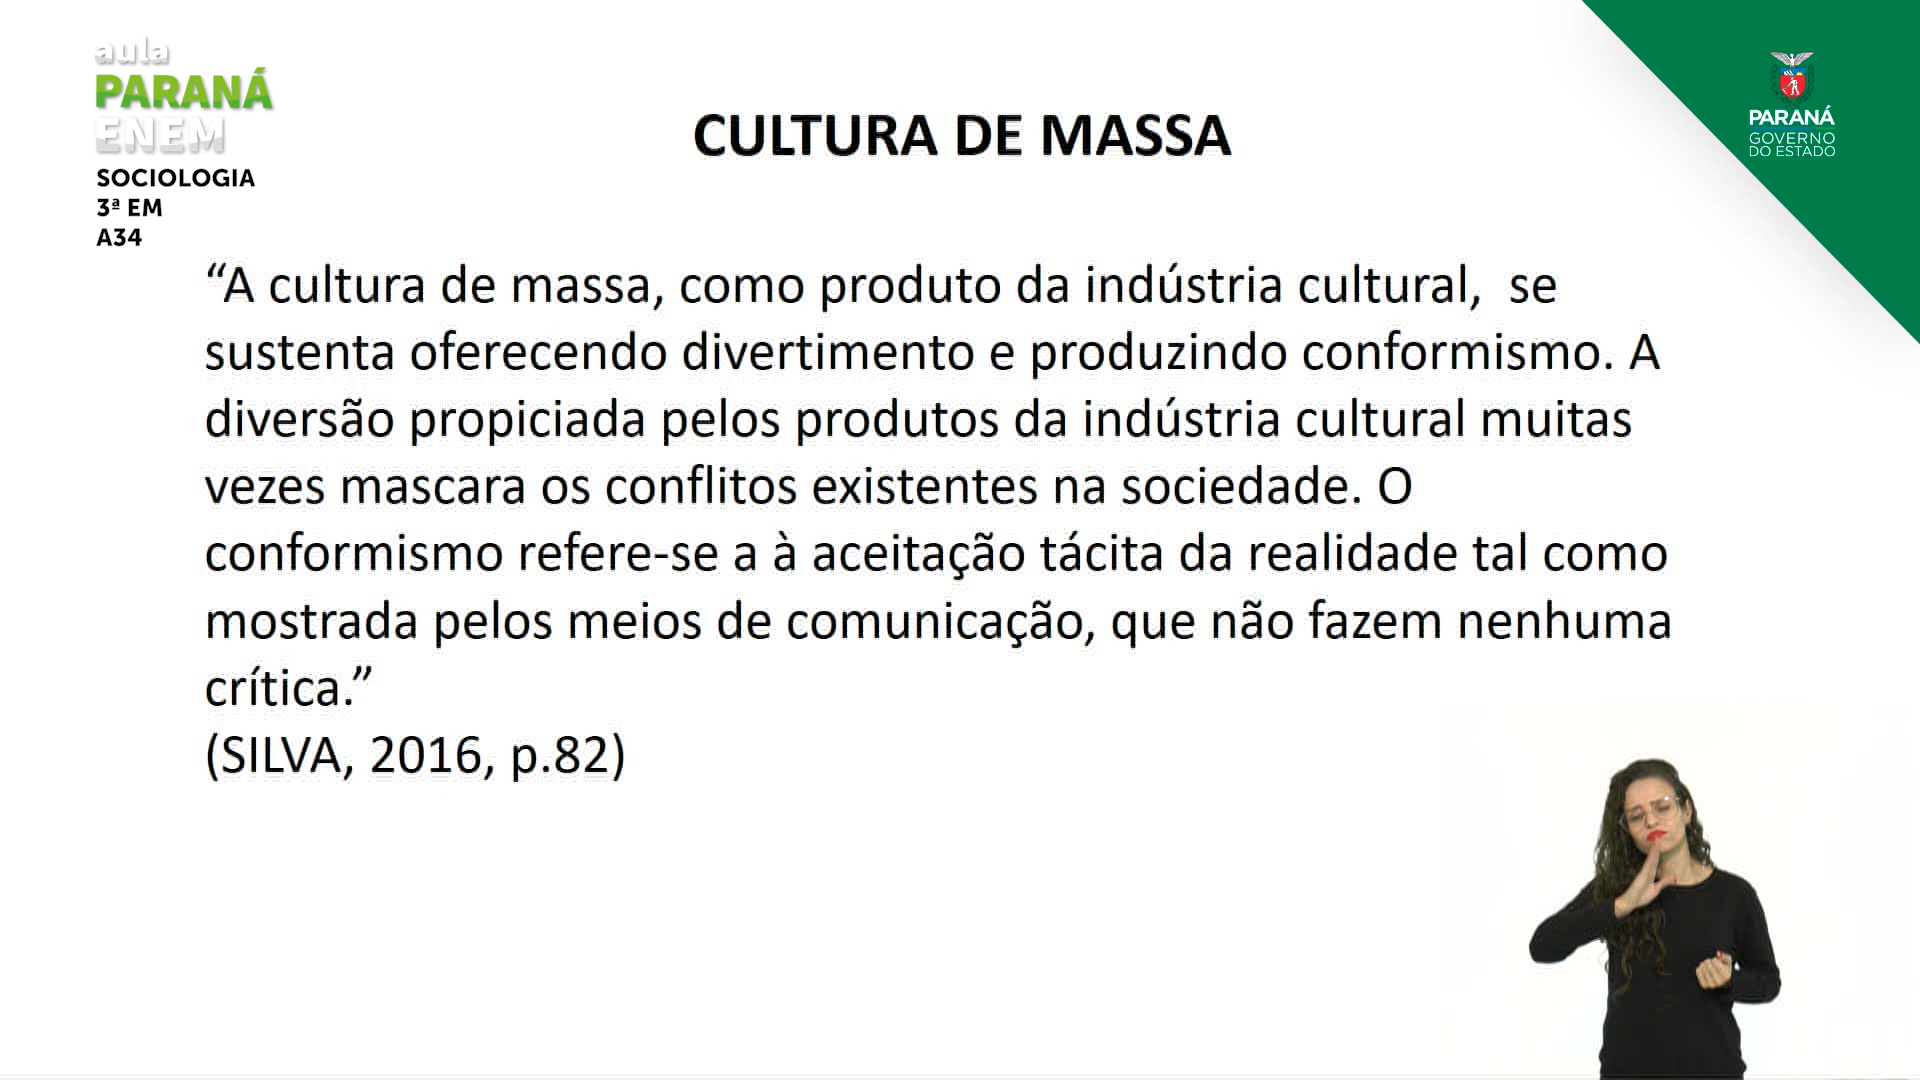 aula
PARANÁ
ENEM
SOCIOLOGIA
3ª EM
A34
CULTURA DE MASSA
PARANÁ
GOVERNO
DO ESTADO
“A cultura de massa, como produto da indústria cultural,  se
sustenta oferecendo divertimento e produzindo conformismo. A
diversão propiciada pelos produtos da indústria cultural muitas
vezes mascara os conflitos existentes na sociedade. O
conformismo refere-se a à aceitação tácita da realidade tal como
mostrada pelos meios de comunicação, que não fazem nenhuma
crítica.”
(SILVA, 2016, p.82)